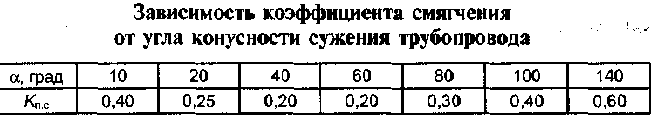 Зависимость коэффициента смягчения
от угла конусности сужения трубопровода
α, град 10 20 40 60 80 100 140
Kп.с 0,40 0,25 0,20 0,20 0,30 0,40 0,60